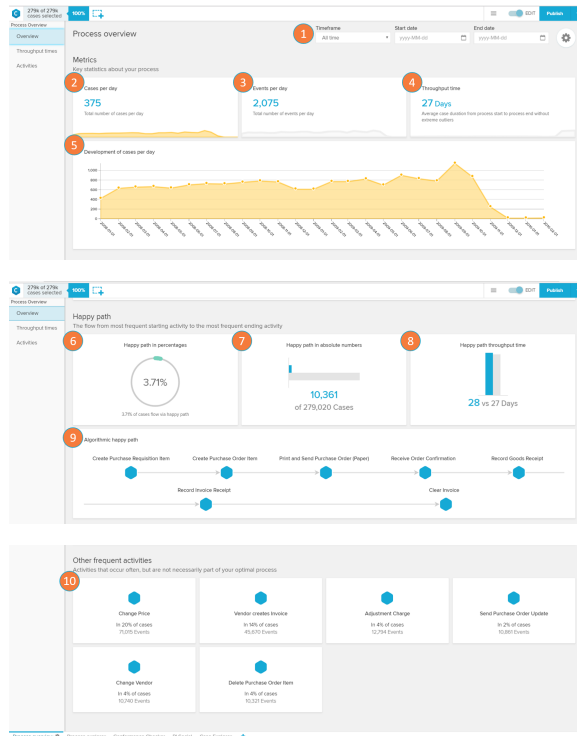 279k of 279k
cases selected
100%
EDIT
Publish
Process Overview
Overview
Throughput times
Activities
Process overview
1
Timeframe
All time
Start date
yyyy-MM-dd
End date
yyyy-MM-dd
Metrics
Key statistics about your process
2
Cases per day
375
Total number of cases per day
3
Events per day
2,075
Total number of events per day
4
Throughput time
27 Days
Average case duration from process start to process end without
extreme outliers
5
Development of cases per day
1000
800
600
400
200
0
279k of 279k
cases selected
100%
EDIT
Publish
Process Overview
Overview
Throughput times
Activities
Happy path
The flow from most frequent starting activity to the most frequent ending activity
6
Happy path in percentages
3.71%
3.71% of cases flow via happy path
7
Happy path in absolute numbers
10,361
of 279,020 Cases
8
Happy path throughput time
28 vs 27 Days
9
Algorithmic happy path
Create Purchase Requisition Item
Create Purchase Order Item
Print and Send Purchase Order (Paper)
Receive Order Confirmation
Record Goods Receipt
Record Invoice Receipt
Clear Invoice
Other frequent activities
Activities that occur often, but are not necessarily part of your optimal process
10
Change Price
In 20% of cases
71,015 Events
Vendor creates Invoice
In 14% of cases
45,670 Events
Adjustment Charge
In 4% of cases
12,794 Events
Send Purchase Order Update
In 2% of cases
10,861 Events
Change Vendor
In 4% of cases
10,740 Events
Delete Purchase Order Item
In 4% of cases
10,321 Events